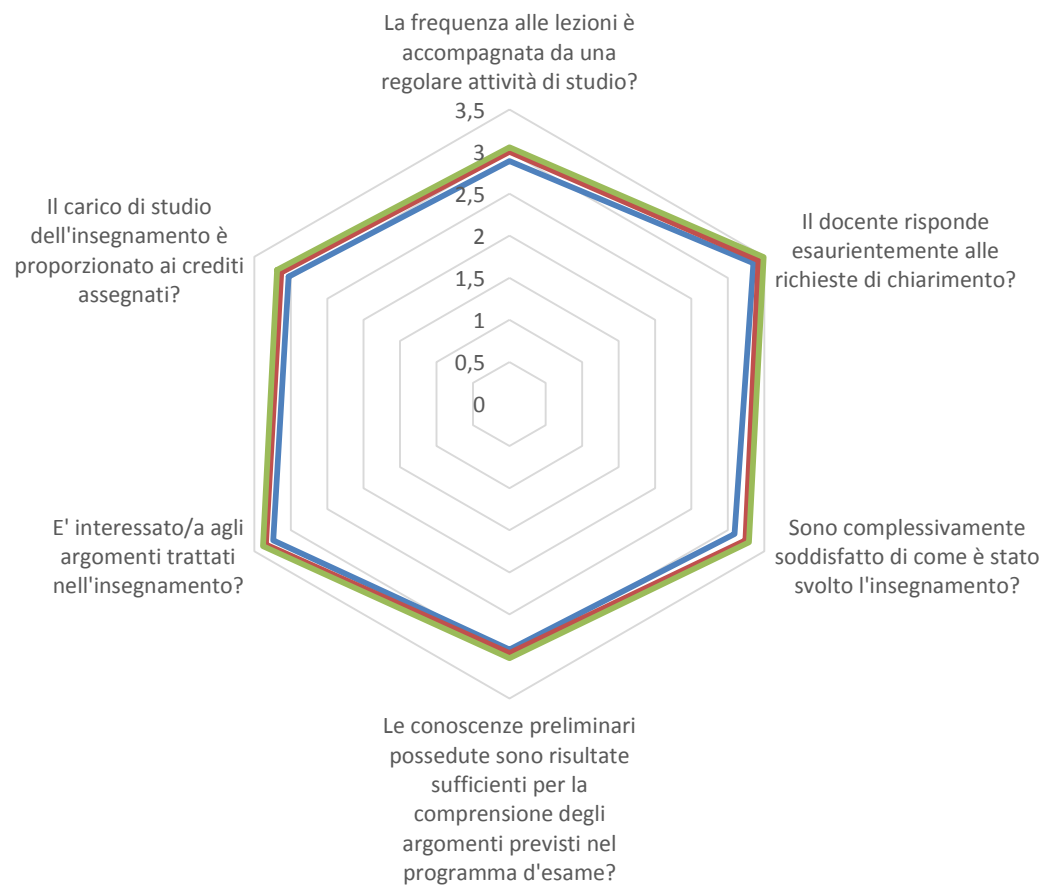 La frequenza alle lezioni è
accompagnata da una
regolare attività di studio?
3,5
3
2,5
2
1,5
1
0,5
0
Il docente risponde
esaurientemente alle
richieste di chiarimento?
Sono complessivamente
soddisfatto di come è stato
svolto l'insegnamento?
Le conoscenze preliminari
possedute sono risultate
sufficienti per la
comprensione degli
argomenti previsti nel
programma d'esame?
E' interessato/a agli
argomenti trattati
nell'insegnamento?
Il carico di studio
dell'insegnamento è
proporzionato ai crediti
assegnati?